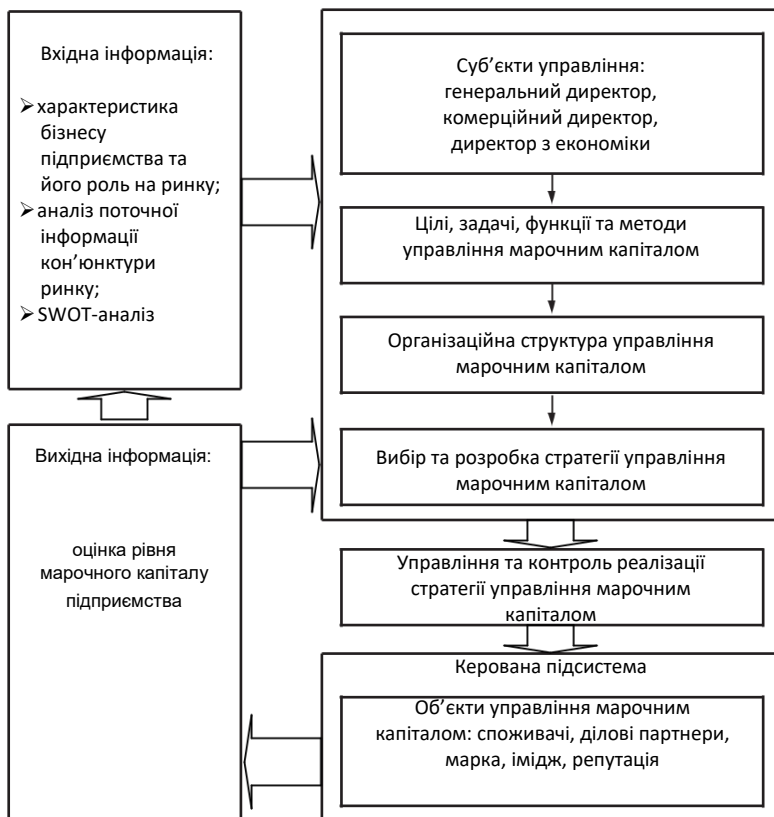 Вхідна інформація:
➢характеристика
бізнесу
підприємства та
його роль на ринку;
➢аналіз поточної
інформації
кон’юнктури
ринку;
➢SWOT-аналіз
Суб’єкти управління:
генеральний директор,
комерційний директор,
директор з економіки
Цілі, задачі, функції та методи
управління марочним капіталом
Організаційна структура управління
марочним капіталом
Вибір та розробка стратегії управління
марочним капіталом
Вихідна інформація:
оцінка рівня
марочного капіталу
підприємства
Управління та контроль реалізації
стратегії управління марочним
капіталом
Керована підсистема
Об’єкти управління марочним
капіталом: споживачі, ділові партнери,
марка, імідж, репутація